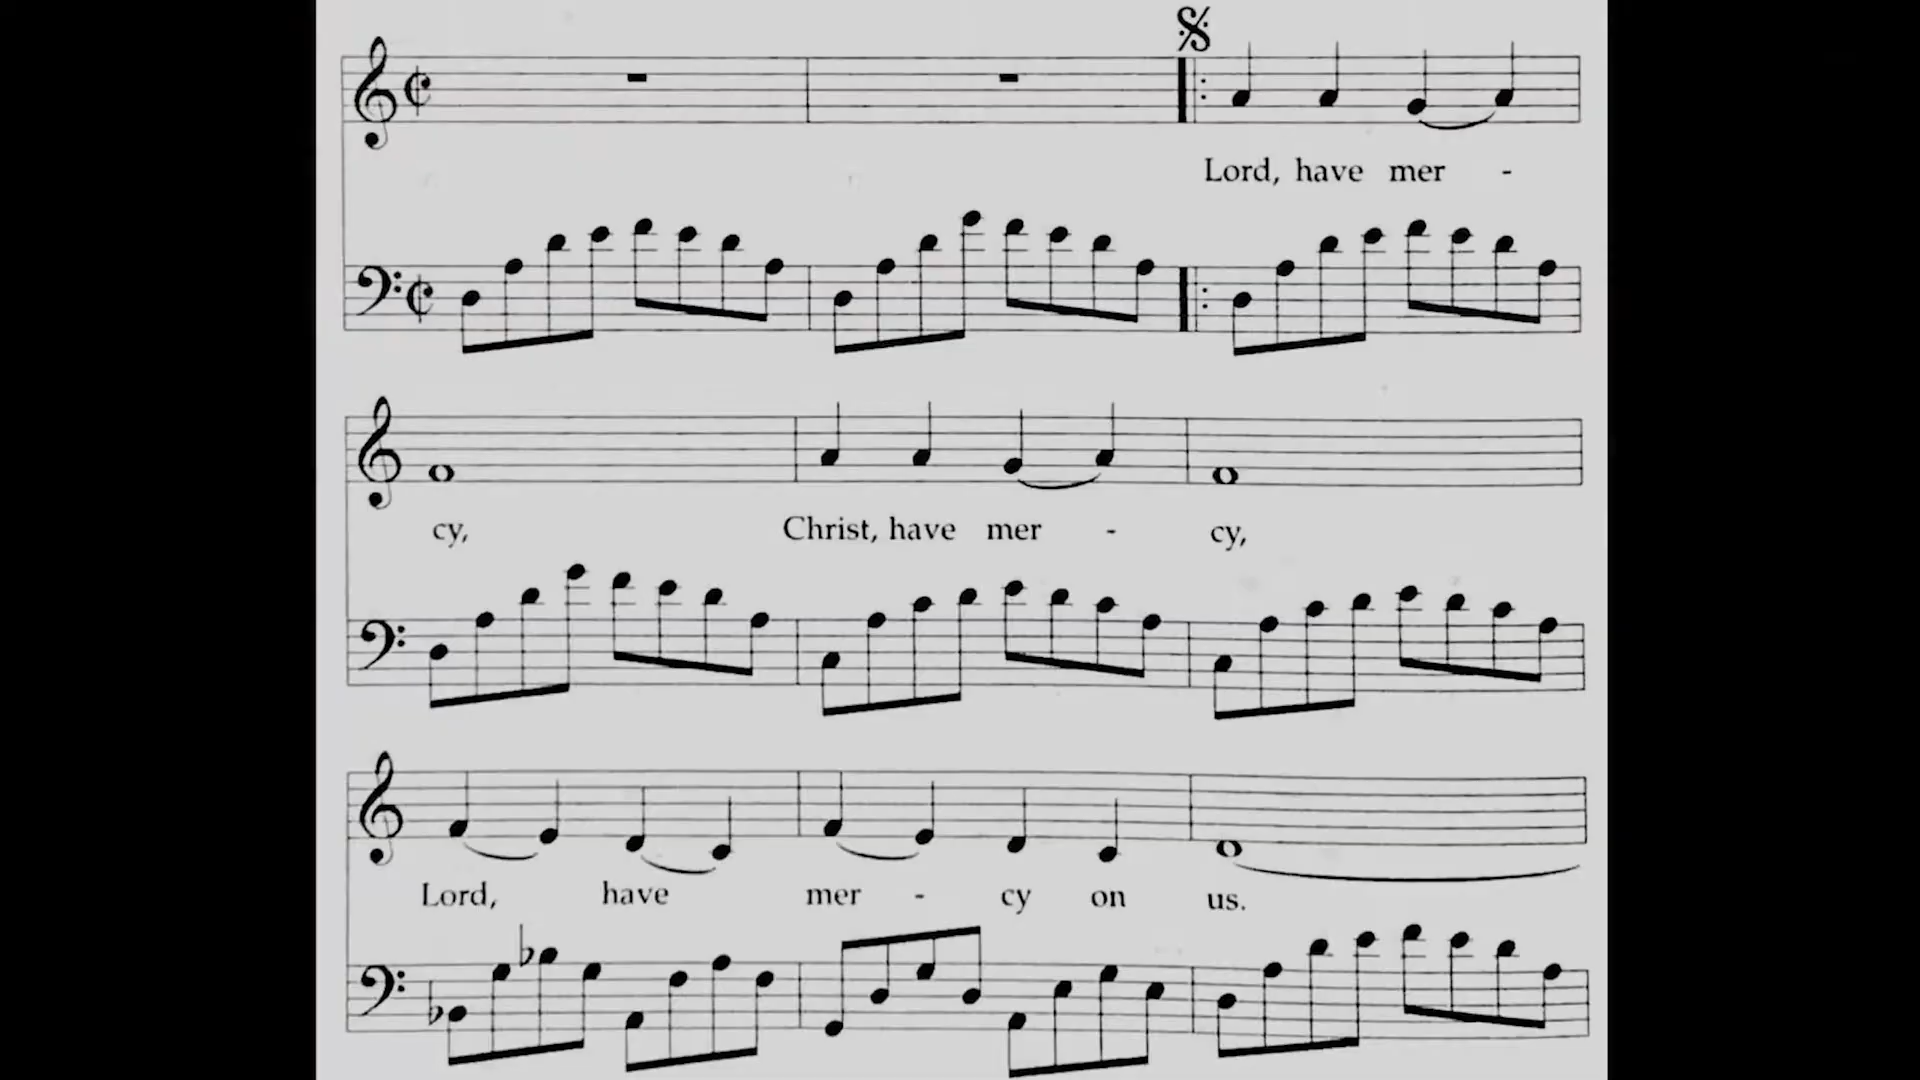 Lord, have mer -
cy, Christ, have mer - cy,
Lord, have mer - cy on us.